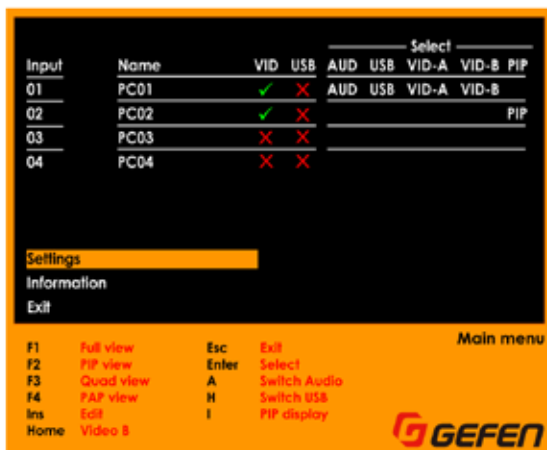 Select
Input Name VID USB AUD USB VID-A VID-B PIP
01 PC01 ✓ X AUD USB VID-A VID-B
02 PC02 ✓ X PIP
03 PC03 X X
04 PC04 X X
Settings
Information
Exit
Main menu
F1 Full view Esc Exit
F2 PIP view Enter Select
F3 Quad view A Switch Audio
F4 PAP view H Switch USB
Ins Edit I PIP display
Home Video B
GEFEN